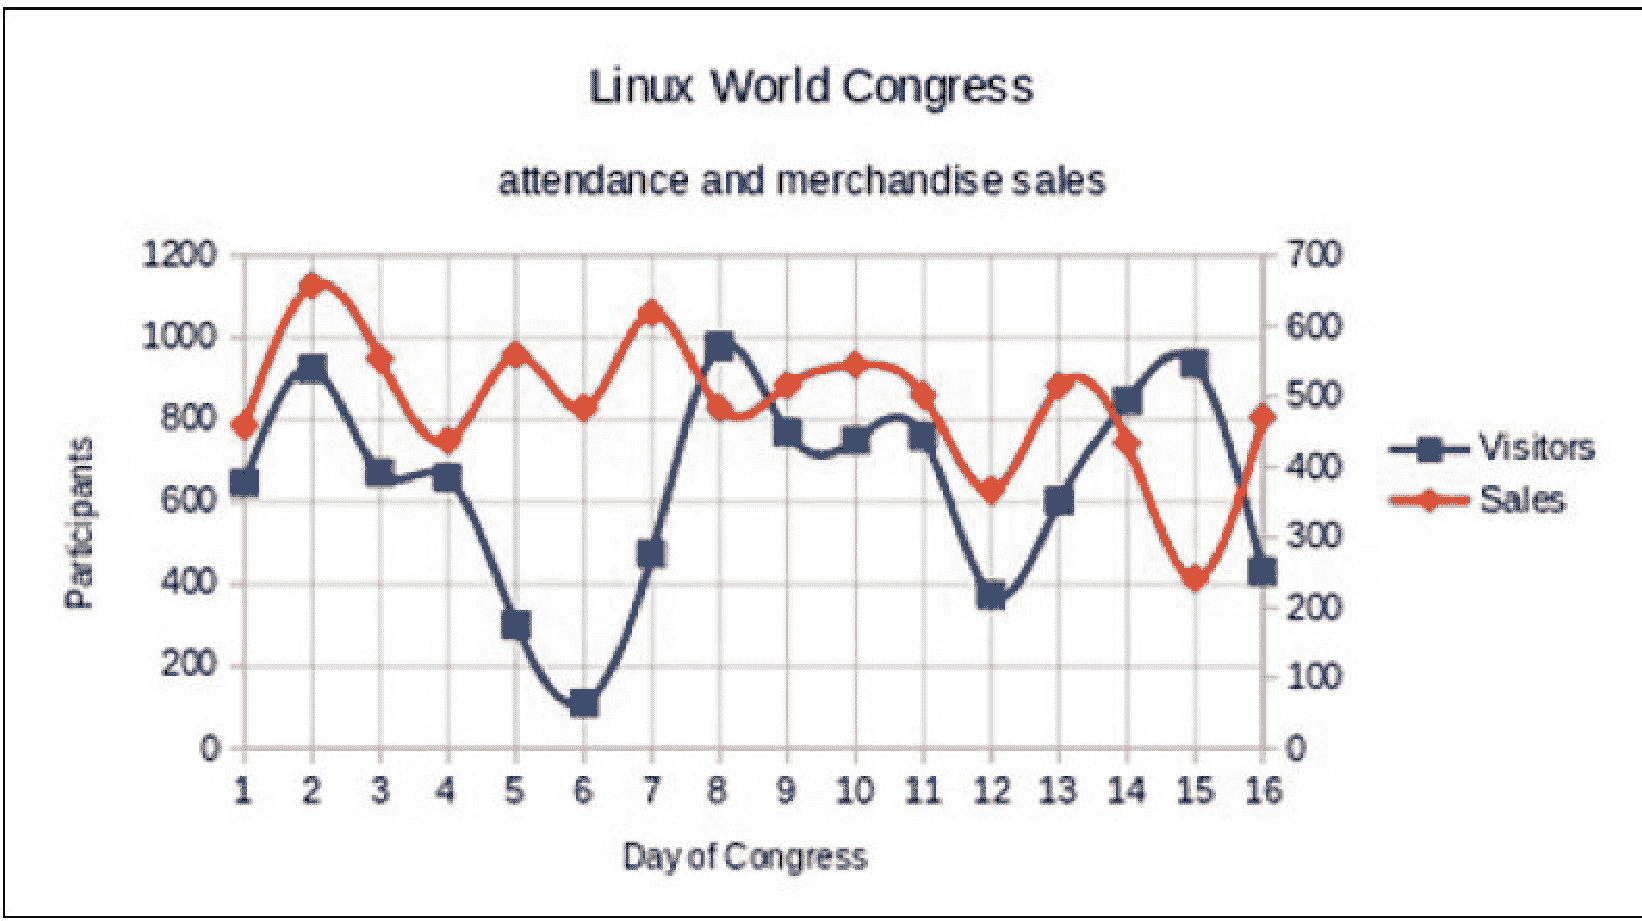 Linux World Congress
attendance and merchandise sales
1200
1000
800
600
400
200
0
Participants
700
600
500
400
300
200
100
0
1 2 3 4 5 6 7 8 9 10 11 12 13 14 15 16
Day of Congress
Visitors
Sales